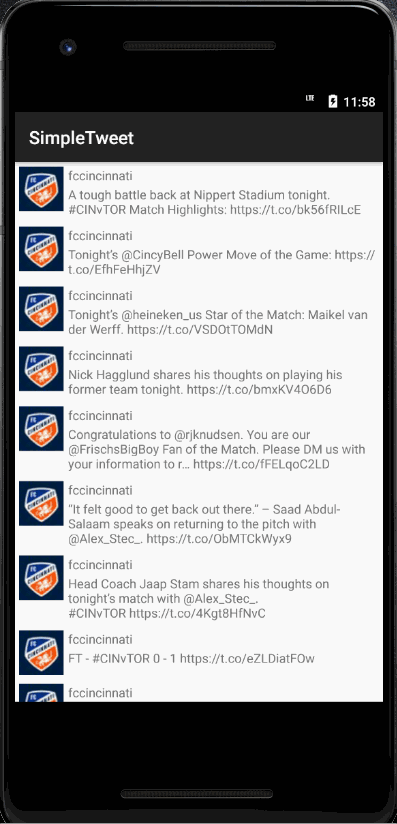 LTE 11:58
SimpleTweet
fccincinnati
A tough battle back at Nippert Stadium tonight.
#CINvTOR Match Highlights: https://t.co/bk56fRILcE
fccincinnati
Tonight's @CincyBell Power Move of the Game: https://
t.co/EfhFeHhjZV
fccincinnati
Tonight's @heineken_us Star of the Match: Maikel van
der Werff. https://t.co/VSDOtTOMdN
fccincinnati
Nick Hagglund shares his thoughts on playing his
former team tonight. https://t.co/bmxKV4O6D6
fccincinnati
Congratulations to @rjknudsen. You are our
@FrischsBigBoy Fan of the Match. Please DM us with
your information to r… https://t.co/fFELqoC2LD
fccincinnati
“It felt good to get back out there.” – Saad Abdul-
Salaam speaks on returning to the pitch with
@Alex_Stec_. https://t.co/ObMTCkWyx9
fccincinnati
Head Coach Jaap Stam shares his thoughts on
tonight's match with @Alex_Stec_.
#CINvTOR https://t.co/4Kgt8HfNvC
fccincinnati
FT - #CINvTOR 0 - 1 https://t.co/eZLDiatFOw
fccincinnati